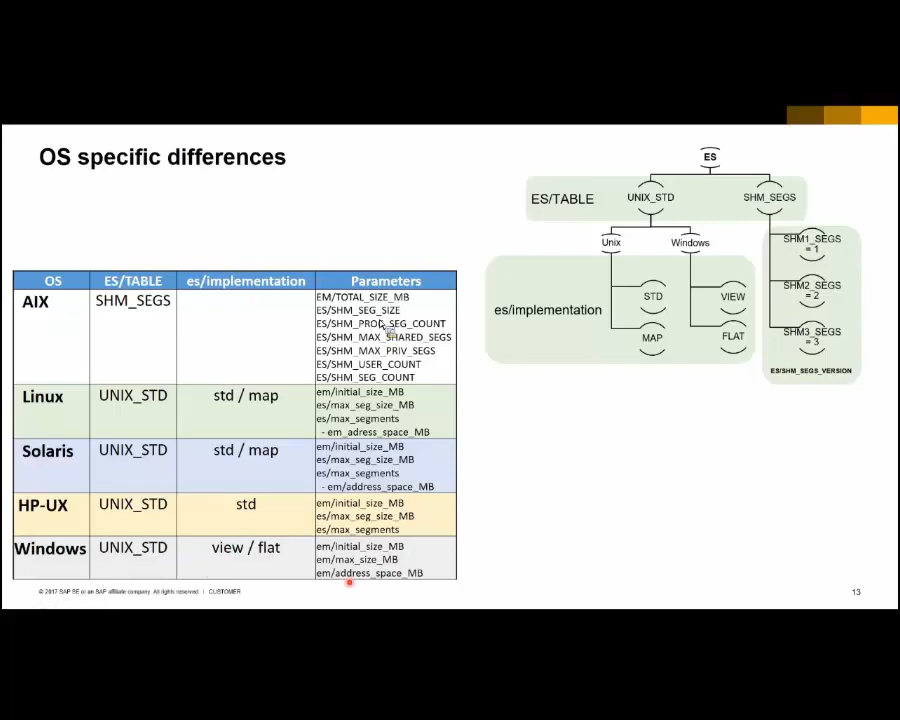 OS specific differences
OS ES/TABLE es/implementation Parameters
AIX SHM_SEGS
EM/TOTAL_SIZE_MB
ES/SHM_SEG_SIZE
ES/SHM_PROC_SEG_COUNT
ES/SHM_MAX_SHARED_SEGS
ES/SHM_MAX_PRIV_SEGS
ES/SHM_USER_COUNT
ES/SHM_SEG_COUNT
Linux UNIX_STD std / map
em/initial_size_MB
es/max_seg_size_MB
es/max_segments
- em_adress_space_MB
Solaris UNIX_STD std / map
em/initial_size_MB
es/max_seg_size_MB
es/max_segments
- em/address_space_MB
HP-UX UNIX_STD std
em/initial_size_MB
es/max_seg_size_MB
es/max_segments
Windows UNIX_STD view / flat
em/initial_size_MB
em/max_size_MB
em/address_space_MB
ES
ES/TABLE UNIX_STD SHM_SEGS
Unix Windows
es/implementation
STD VIEW
MAP FLAT
SHM1_SEGS
= 1
SHM2_SEGS
= 2
SHM3_SEGS
= 3
ES/SHM_SEGS_VERSION
© 2017 SAP SE or an SAP affiliate company. All rights reserved. | CUSTOMER
13